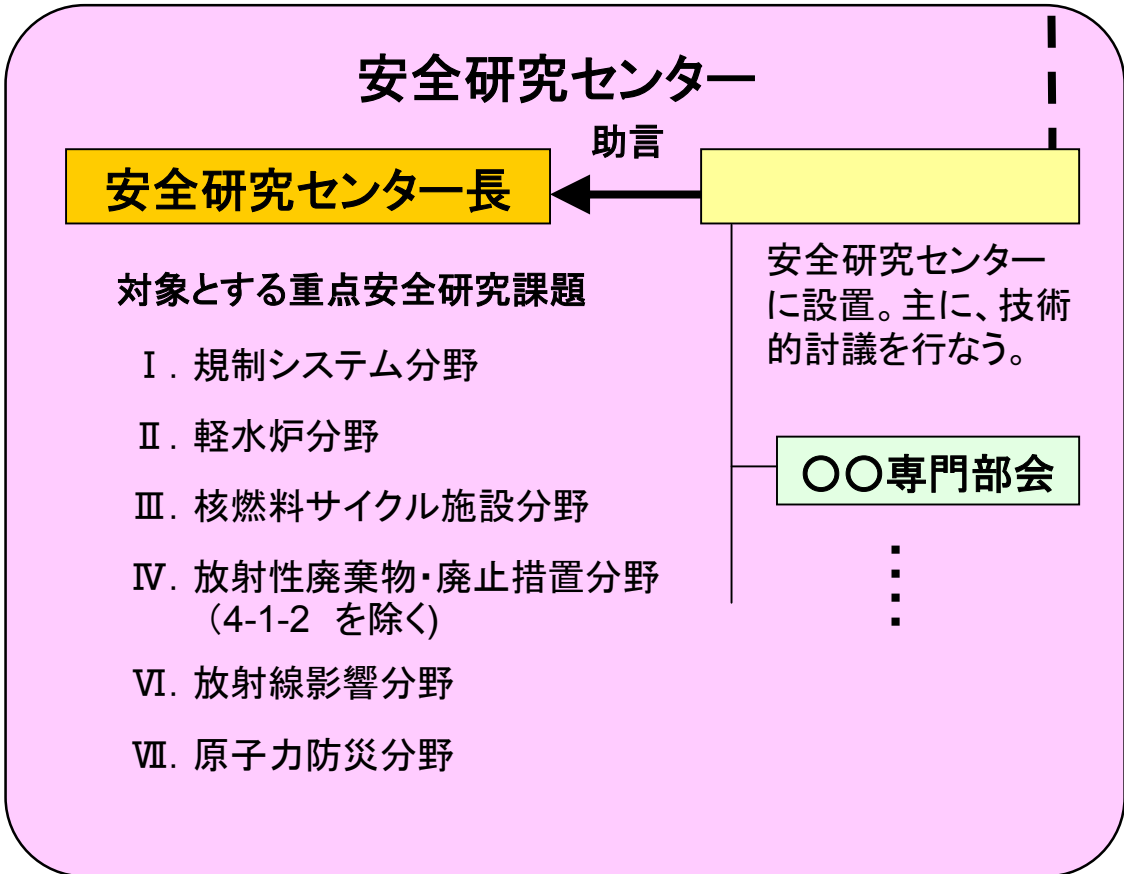 安全研究センター
助言
安全研究センター長
対象とする重点安全研究課題
Ⅰ．規制システム分野
Ⅱ．軽水炉分野
Ⅲ．核燃料サイクル施設分野
Ⅳ．放射性廃棄物・廃止措置分野
（4-1-2　を除く)
Ⅵ．放射線影響分野
Ⅶ．原子力防災分野
安全研究センター
に設置。主に、技術
的討議を行なう。
〇〇専門部会